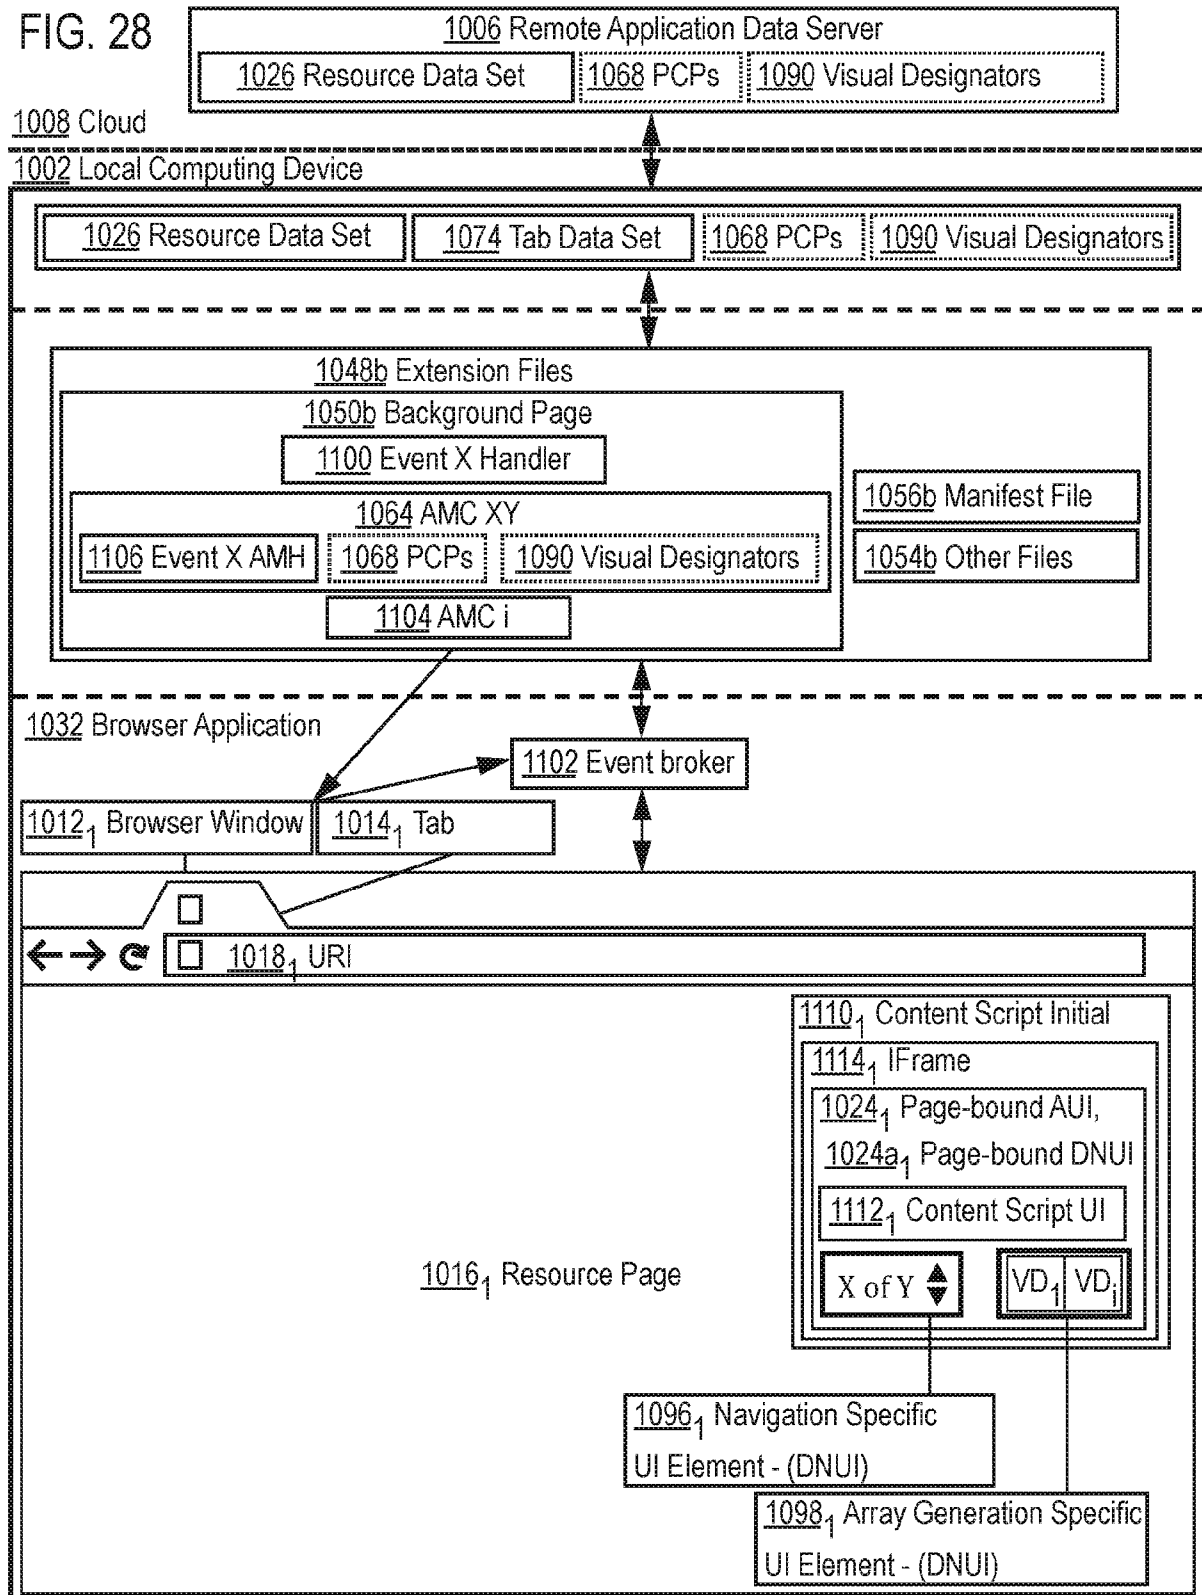 FIG. 28
1006 Remote Application Data Server
1026 Resource Data Set
1068 PCPs
1090 Visual Designators
1008 Cloud
1002 Local Computing Device
1026 Resource Data Set
1074 Tab Data Set
1068 PCPs
1090 Visual Designators
1048b Extension Files
1050b Background Page
1100 Event X Handler
1064 AMC XY
1106 Event X AMH
1068 PCPs
1090 Visual Designators
1104 AMC i
1056b Manifest File
1054b Other Files
1032 Browser Application
1102 Event broker
1012₁ Browser Window
1014₁ Tab
1018₁ URI
1110₁ Content Script Initial
1114₁ IFrame
1024₁ Page-bound AUI,
1024a₁ Page-bound DNUI
1112₁ Content Script UI
X of Y
VD₁ VDᵢ
1016₁ Resource Page
1096₁ Navigation Specific
UI Element - (DNUI)
1098₁ Array Generation Specific
UI Element - (DNUI)